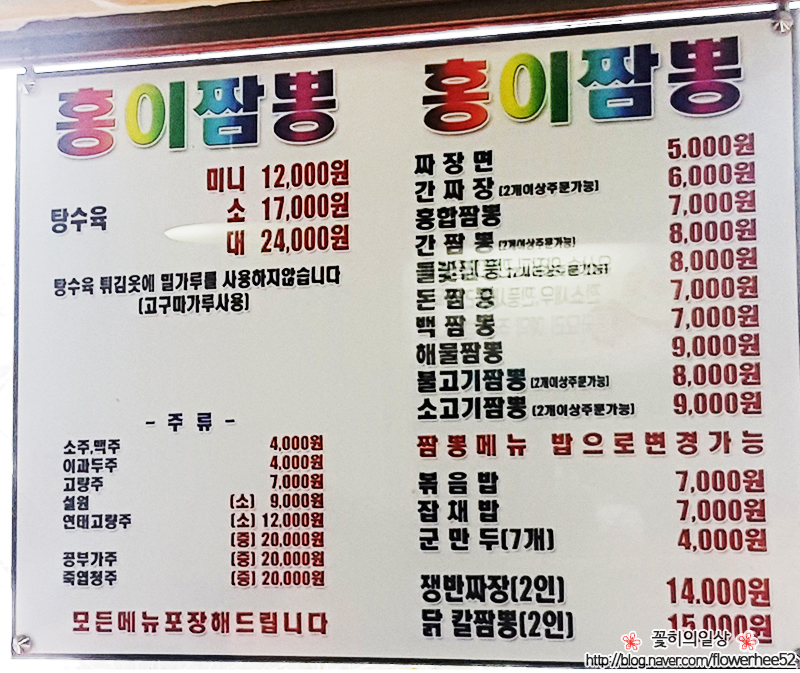 홍이짬뽕
탕수육
미니 12,000원
소 17,000원
대 24,000원
탕수육 튀김옷에 밀가루를 사용하지않습니다
(고구마가루사용)
- 주 류 -
소주,맥주 4,000원
이과두주 4,000원
고량주 7,000원
설원 (소) 9,000원
연태고량주 (소) 12,000원
(중) 20,000원
공부가주 (중) 20,000원
죽엽청주 (중) 20,000원
모든메뉴포장해드립니다
홍이짬뽕
짜장면 5.000원
간짜장 (2개이상주문가능) 6,000원
홍합짬뽕 7,000원
간짬뽕 (2개이상주문가능) 8,000원
8,000원
돈짬뽕 7,000원
백짬뽕 7,000원
해물짬뽕 9,000원
불고기짬뽕 (2개이상주문가능) 8,000원
소고기짬뽕 (2개이상주문가능) 9,000원
짬뽕메뉴 밥으로변경가능
볶음밥 7,000원
잡채밥 7,000원
군만두(7개) 4,000원
쟁반짜장(2인) 14.000원
닭칼짬뽕(2인) 15.000원
꽃히의일상
http://blog.naver.com/flowerhee52